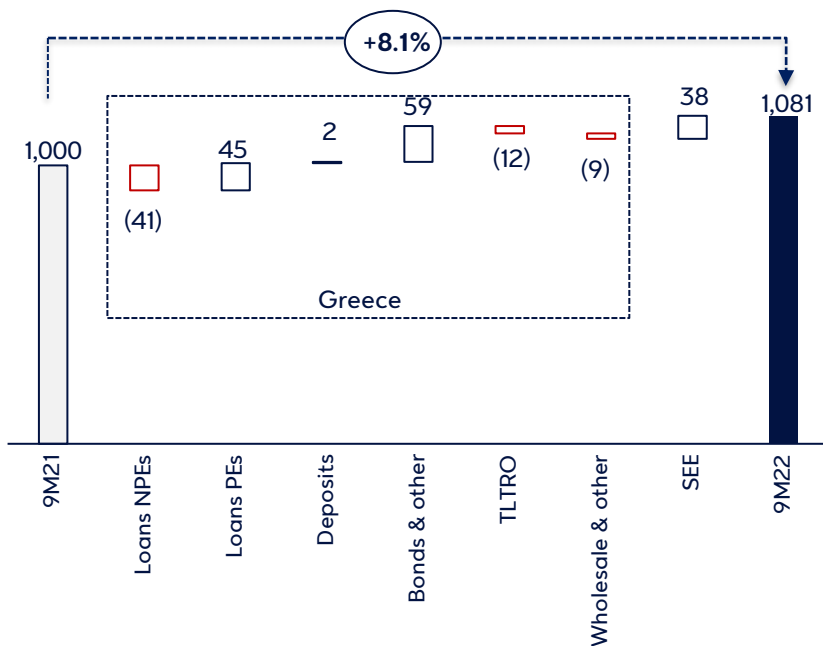 +8.1%
1,000
(41)
45
2
59
(12)
(9)
38
1,081
Greece
9M21
Loans NPEs
Loans PEs
Deposits
Bonds & other
TLTRO
Wholesale & other
SEE
9M22